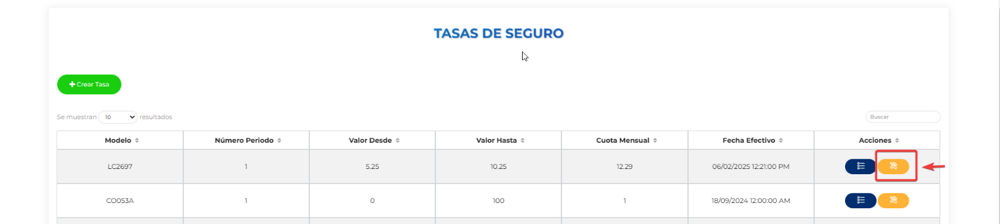 TASAS DE SEGURO
+ Crear Tasa
Se muestran 10 resultados
Buscar
Modelo Número Periodo Valor Desde Valor Hasta Cuota Mensual Fecha Efectivo Acciones
LC2697 1 5.25 10.25 12.29 06/02/2025 12:21:00 PM
CO053A 1 0 100 1 18/09/2024 12:00:00 AM